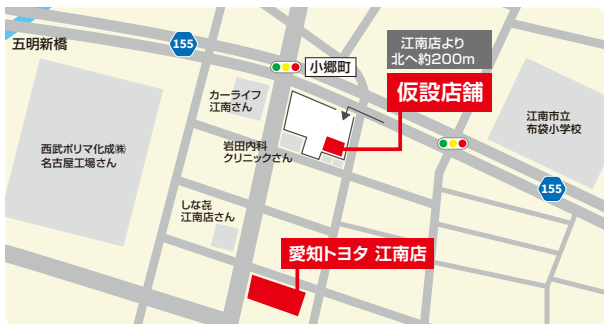 五明新橋
155
小郷町
江南店より
北へ約200m
仮設店舗
カーライフ
江南さん
江南市立
布袋小学校
西武ポリマ化成㈱
名古屋工場さん
岩田内科
クリニックさん
155
しな㐂
江南店さん
愛知トヨタ 江南店